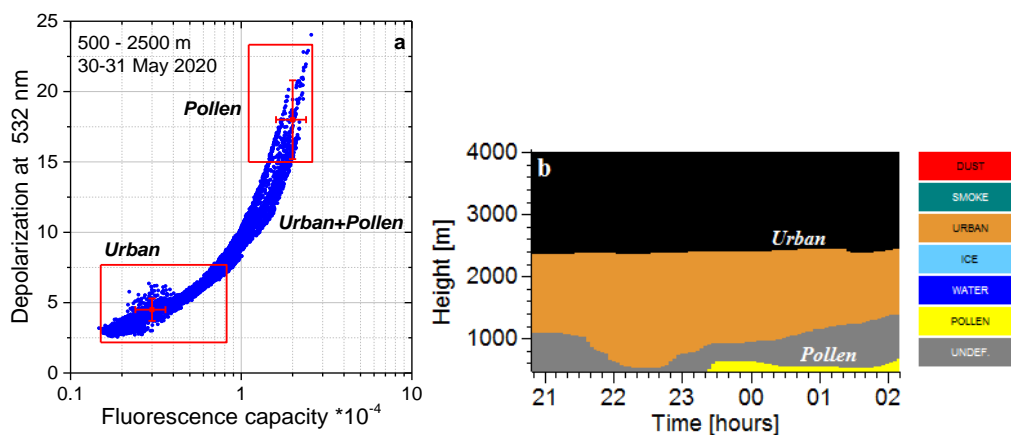 a
500 - 2500 m
30-31 May 2020
Pollen
Urban+Pollen
Urban
Depolarization at 532 nm
25
20
15
10
5
0
0.1 1 10
Fluorescence capacity *10-4
b
Urban
Pollen
Height [m]
4000
3000
2000
1000
21 22 23 00 01 02
Time [hours]
DUST
SMOKE
URBAN
ICE
WATER
POLLEN
UNDEF.